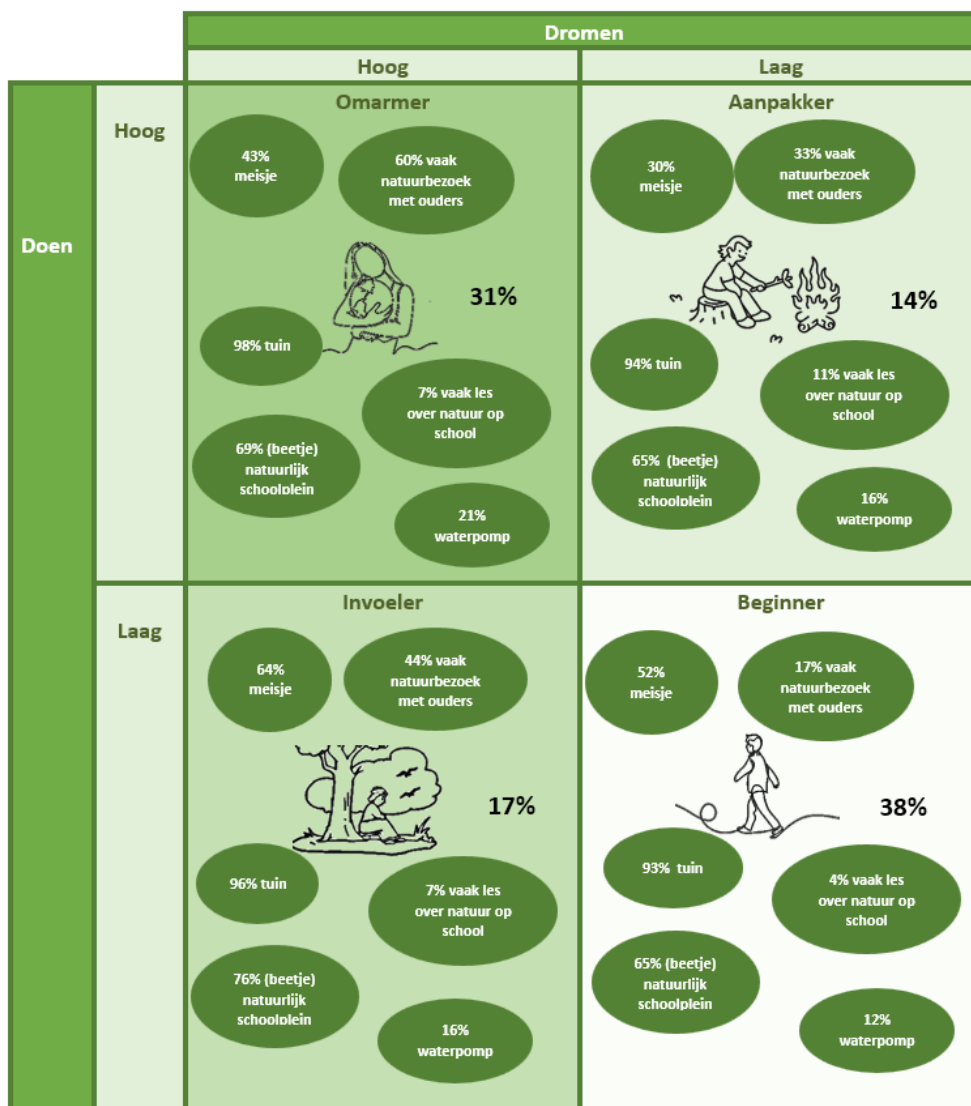 Dromen
Hoog
Laag
Doen
Hoog
Omarmer
43%
meisje
60% vaak
natuurbezoek
met ouders
31%
98% tuin
7% vaak les
over natuur op
school
69% (beetje)
natuurlijk
schoolplein
21%
waterpomp
Aanpakker
30%
meisje
33% vaak
natuurbezoek
met ouders
14%
94% tuin
11% vaak les
over natuur op
school
65% (beetje)
natuurlijk
schoolplein
16%
waterpomp
Laag
Invoeler
64%
meisje
44% vaak
natuurbezoek
met ouders
17%
96% tuin
7% vaak les
over natuur op
school
76% (beetje)
natuurlijk
schoolplein
16%
waterpomp
Beginner
52%
meisje
17% vaak
natuurbezoek
met ouders
38%
93% tuin
4% vaak les
over natuur op
school
65% (beetje)
natuurlijk
schoolplein
12%
waterpomp